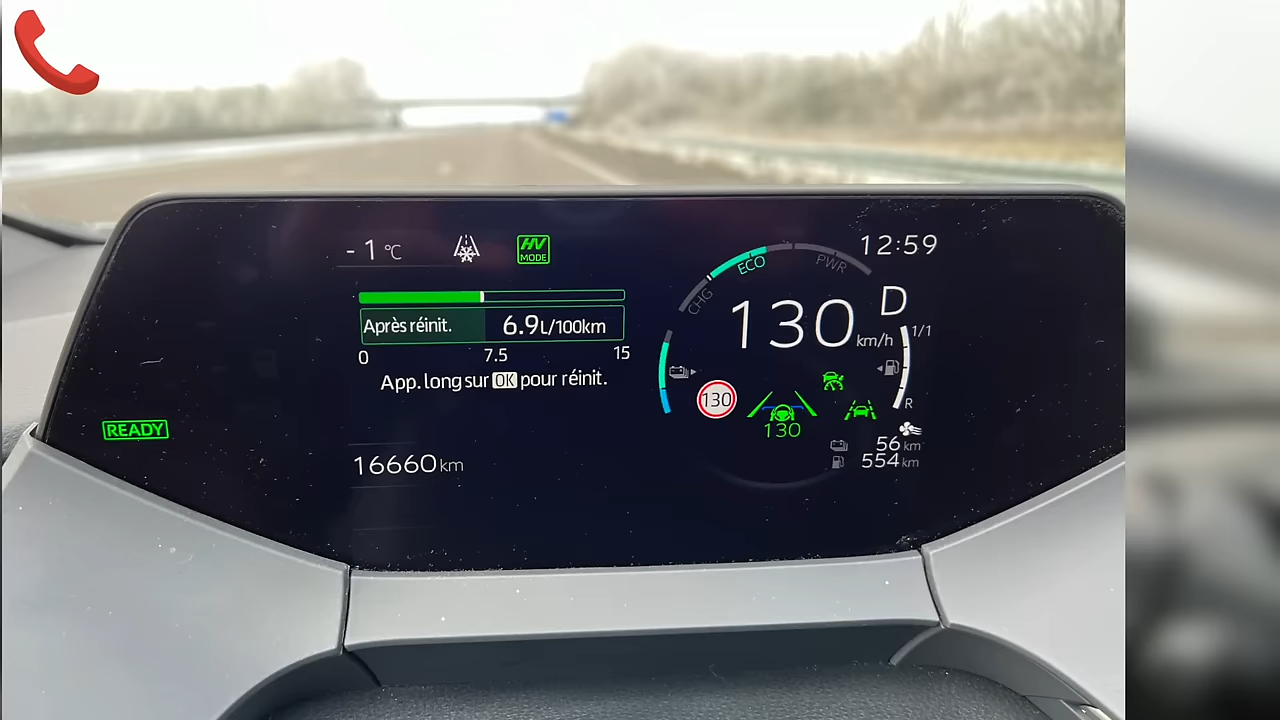 - 1 °C
HV
MODE
12:59
CHG
ECO
PWR
D
130
km/h
1/1
R
Après réinit. 6.9L/100km
0 7.5 15
App. long sur OK pour réinit.
130
130
READY
16660 km
56 km
554 km